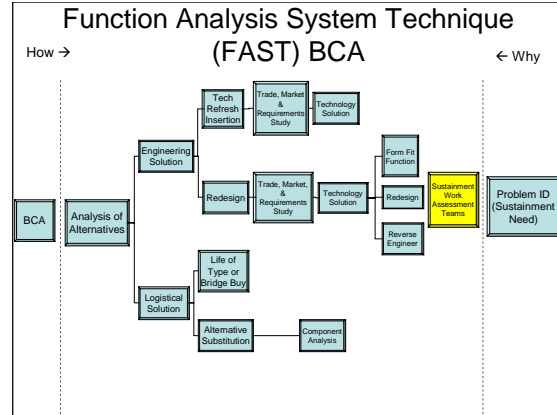 Function Analysis System Technique
(FAST) BCA
How →
← Why
BCA
Analysis of
Alternatives
Engineering
Solution
Logistical
Solution
Tech
Refresh
Insertion
Trade, Market,
&
Requirements
Study
Technology
Solution
Redesign
Trade, Market,
&
Requirements
Study
Technology
Solution
Form Fit
Function
Redesign
Reverse
Engineer
Sustainment
Work
Assessment
Teams
Problem ID
(Sustainment
Need)
Life of
Type or
Bridge Buy
Alternative
Substitution
Component
Analysis